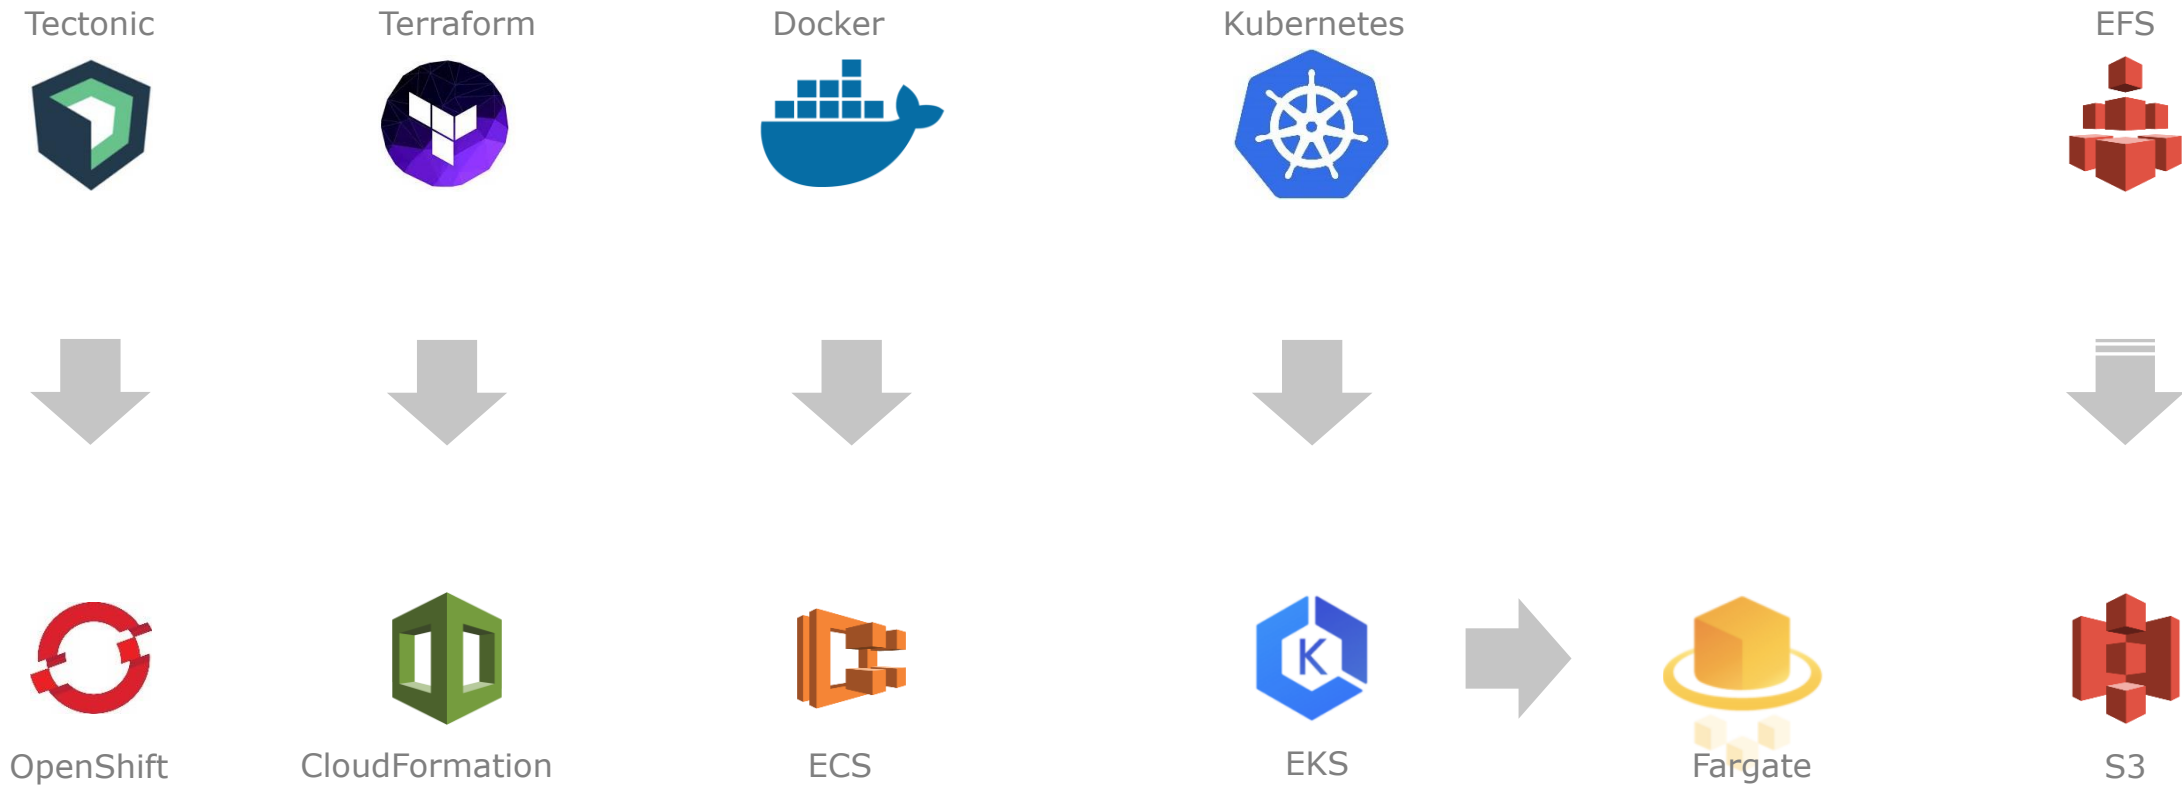 Tectonic
Terraform
Docker
Kubernetes
EFS
K
OpenShift
CloudFormation
ECS
EKS
Fargate
S3